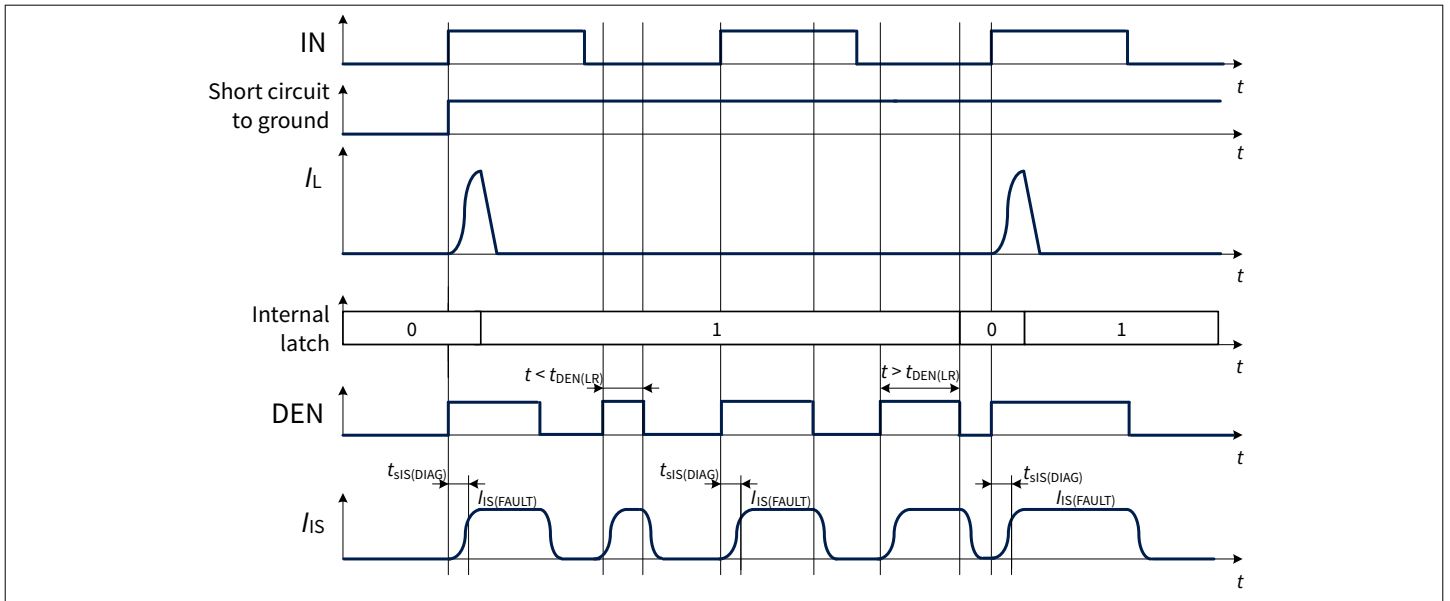 IN
t
Short circuit
to ground
t
IL
t
Internal
latch
0
1
0
1
t
t < tDEN(LR)
t > tDEN(LR)
DEN
t
tsIS(DIAG)
tsIS(DIAG)
tsIS(DIAG)
IIS(FAULT)
IIS(FAULT)
IIS(FAULT)
IIS
t